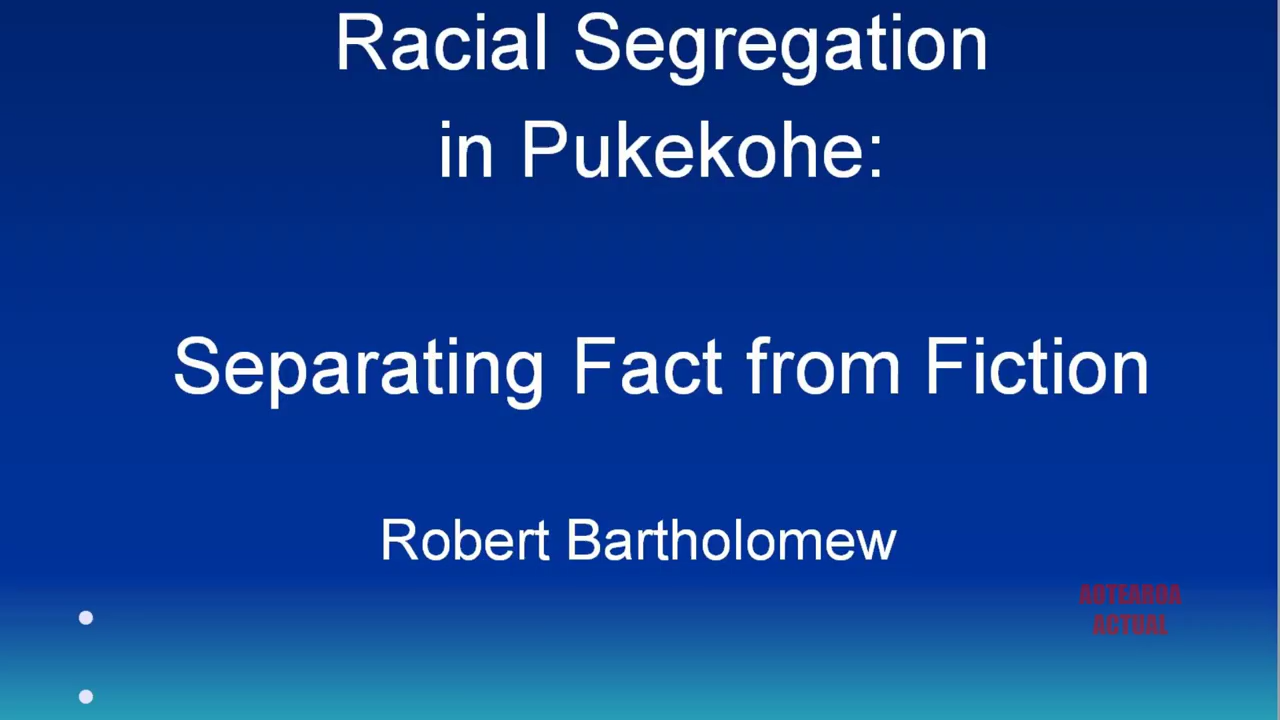 Racial Segregation
in Pukekohe:
Separating Fact from Fiction
Robert Bartholomew
AOTEAROA
ACTUAL